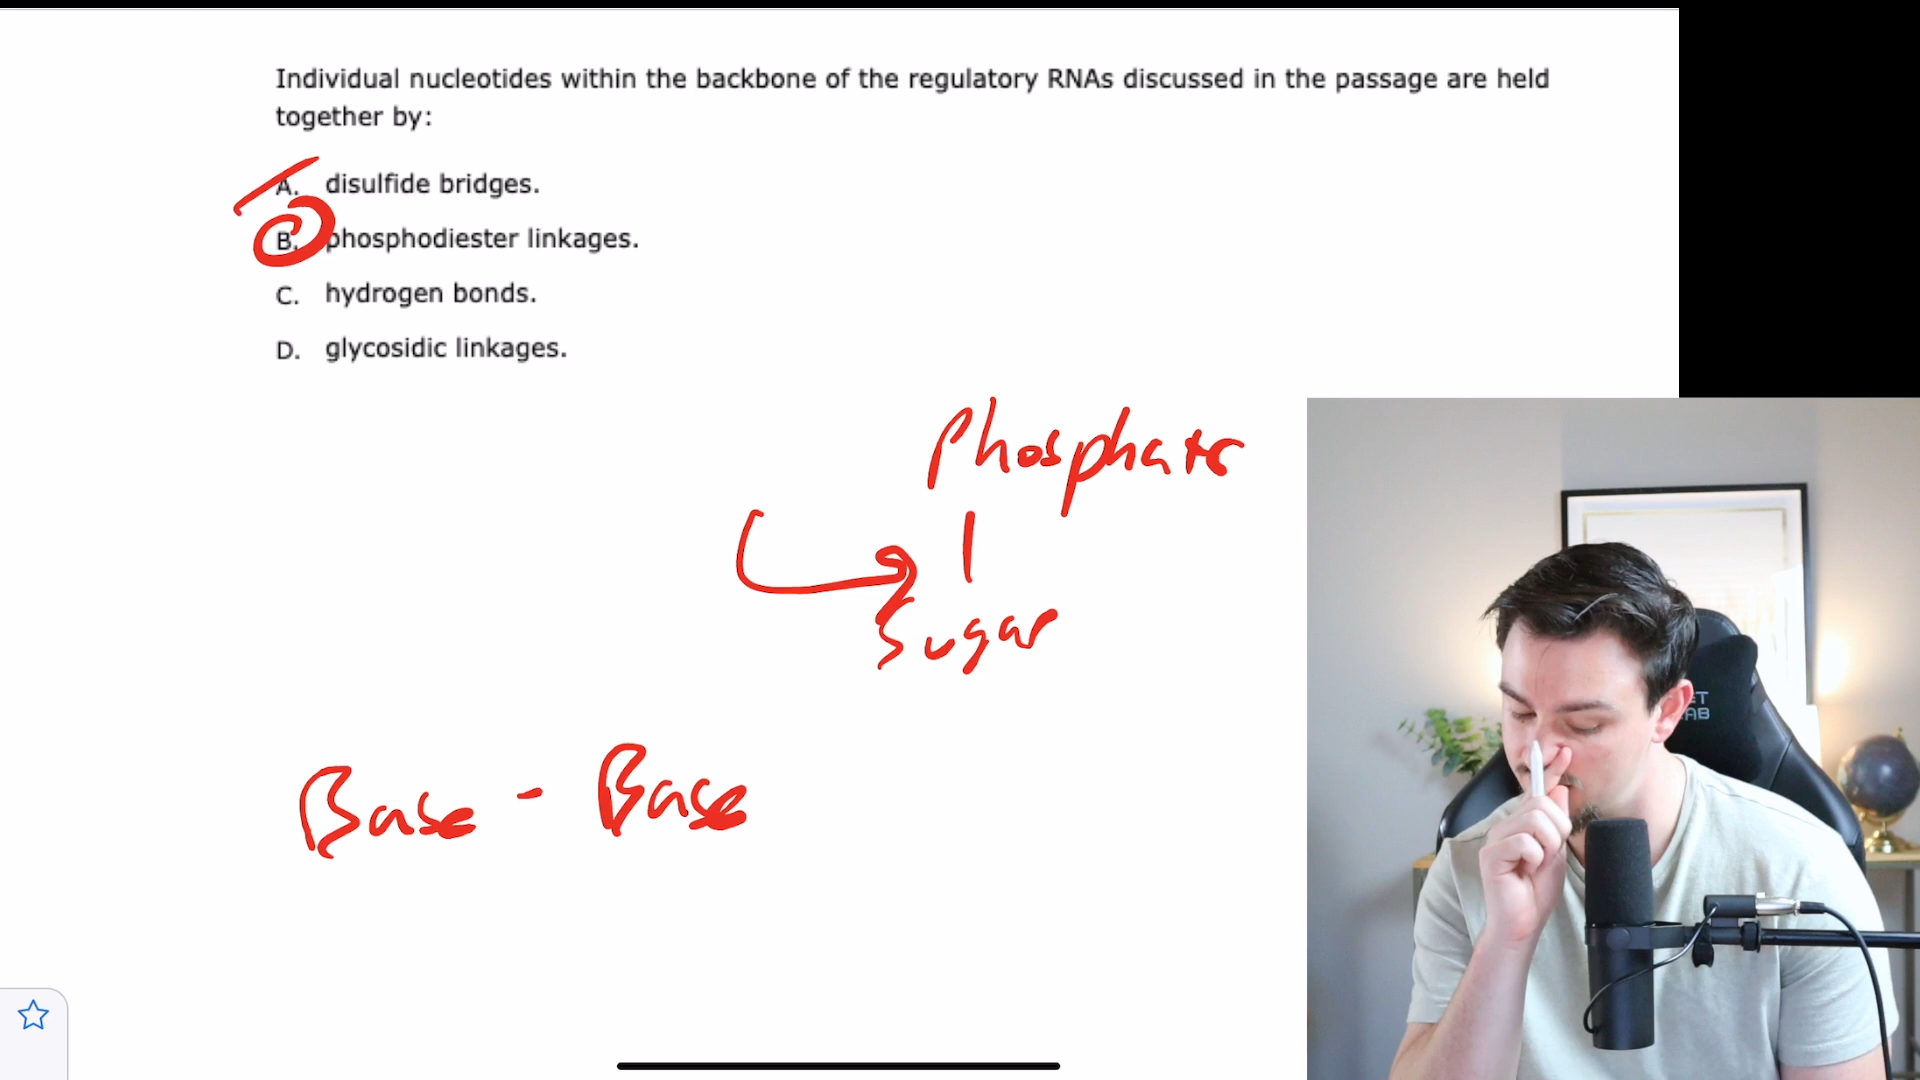 Individual nucleotides within the backbone of the regulatory RNAs discussed in the passage are held
together by:
A. disulfide bridges.
B. phosphodiester linkages.
C. hydrogen bonds.
D. glycosidic linkages.
Phosphate
Sugar
Base - Base